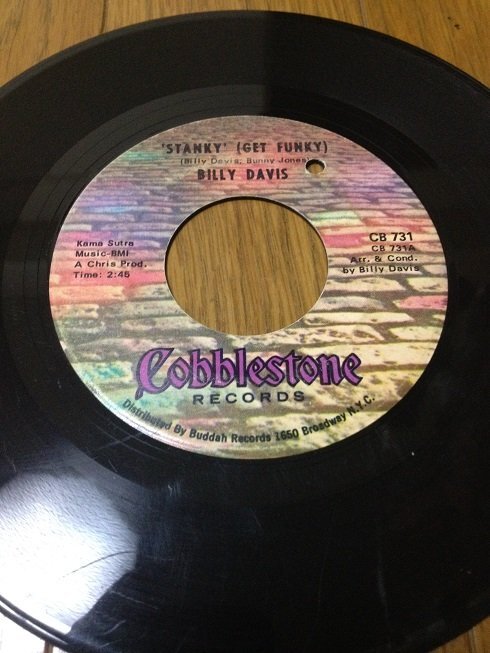 'STANKY' (GET FUNKY)
(Billy Davis, Bunny Jones)
BILLY DAVIS
Kama Sutra
Music-BMI
A Chris Prod.
Time: 2:45
CB 731
CB 731A
Arr. & Cond.
by Billy Davis
Cobblestone
RECORDS
Distributed By Buddah Records 1650 Broadway N.Y.C.